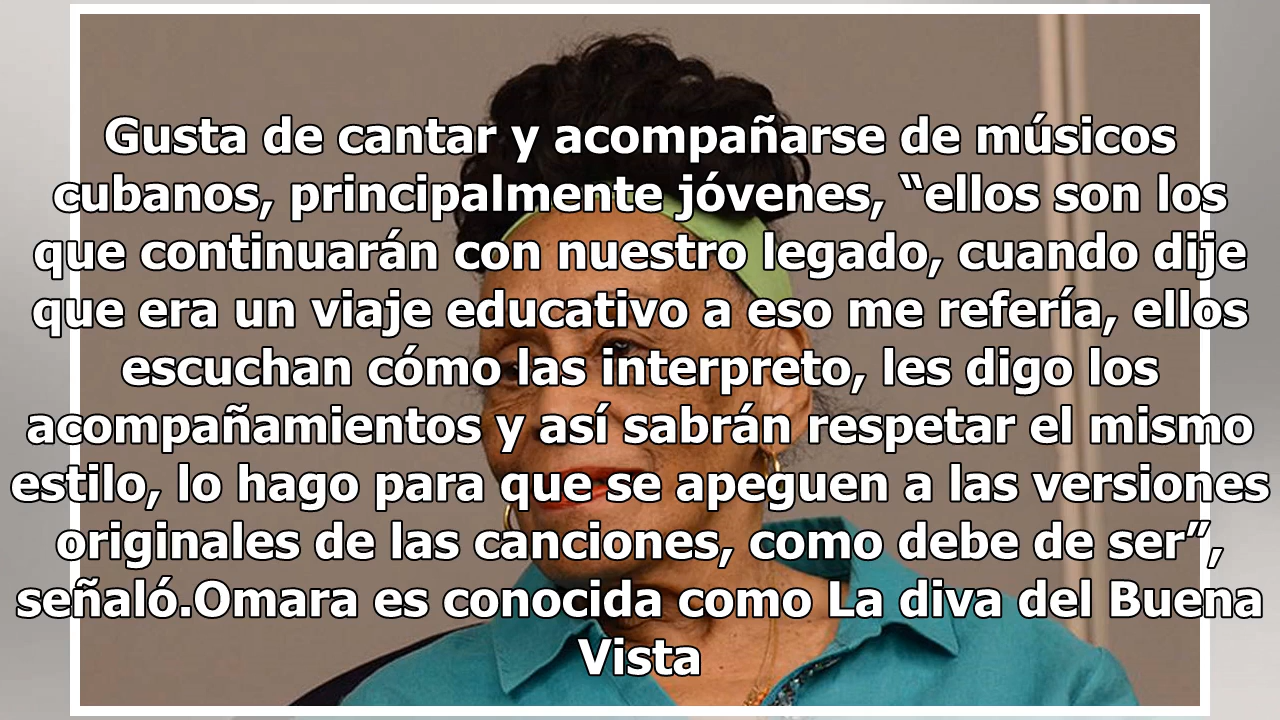 Gusta de cantar y acompañarse de músicos
cubanos, principalmente jóvenes, “ellos son los
que continuarán con nuestro legado, cuando dije
que era un viaje educativo a eso me refería, ellos
escuchan cómo las interpreto, les digo los
acompañamientos y así sabrán respetar el mismo
estilo, lo hago para que se apeguen a las versiones
originales de las canciones, como debe de ser”,
señaló.Omara es conocida como La diva del Buena
Vista